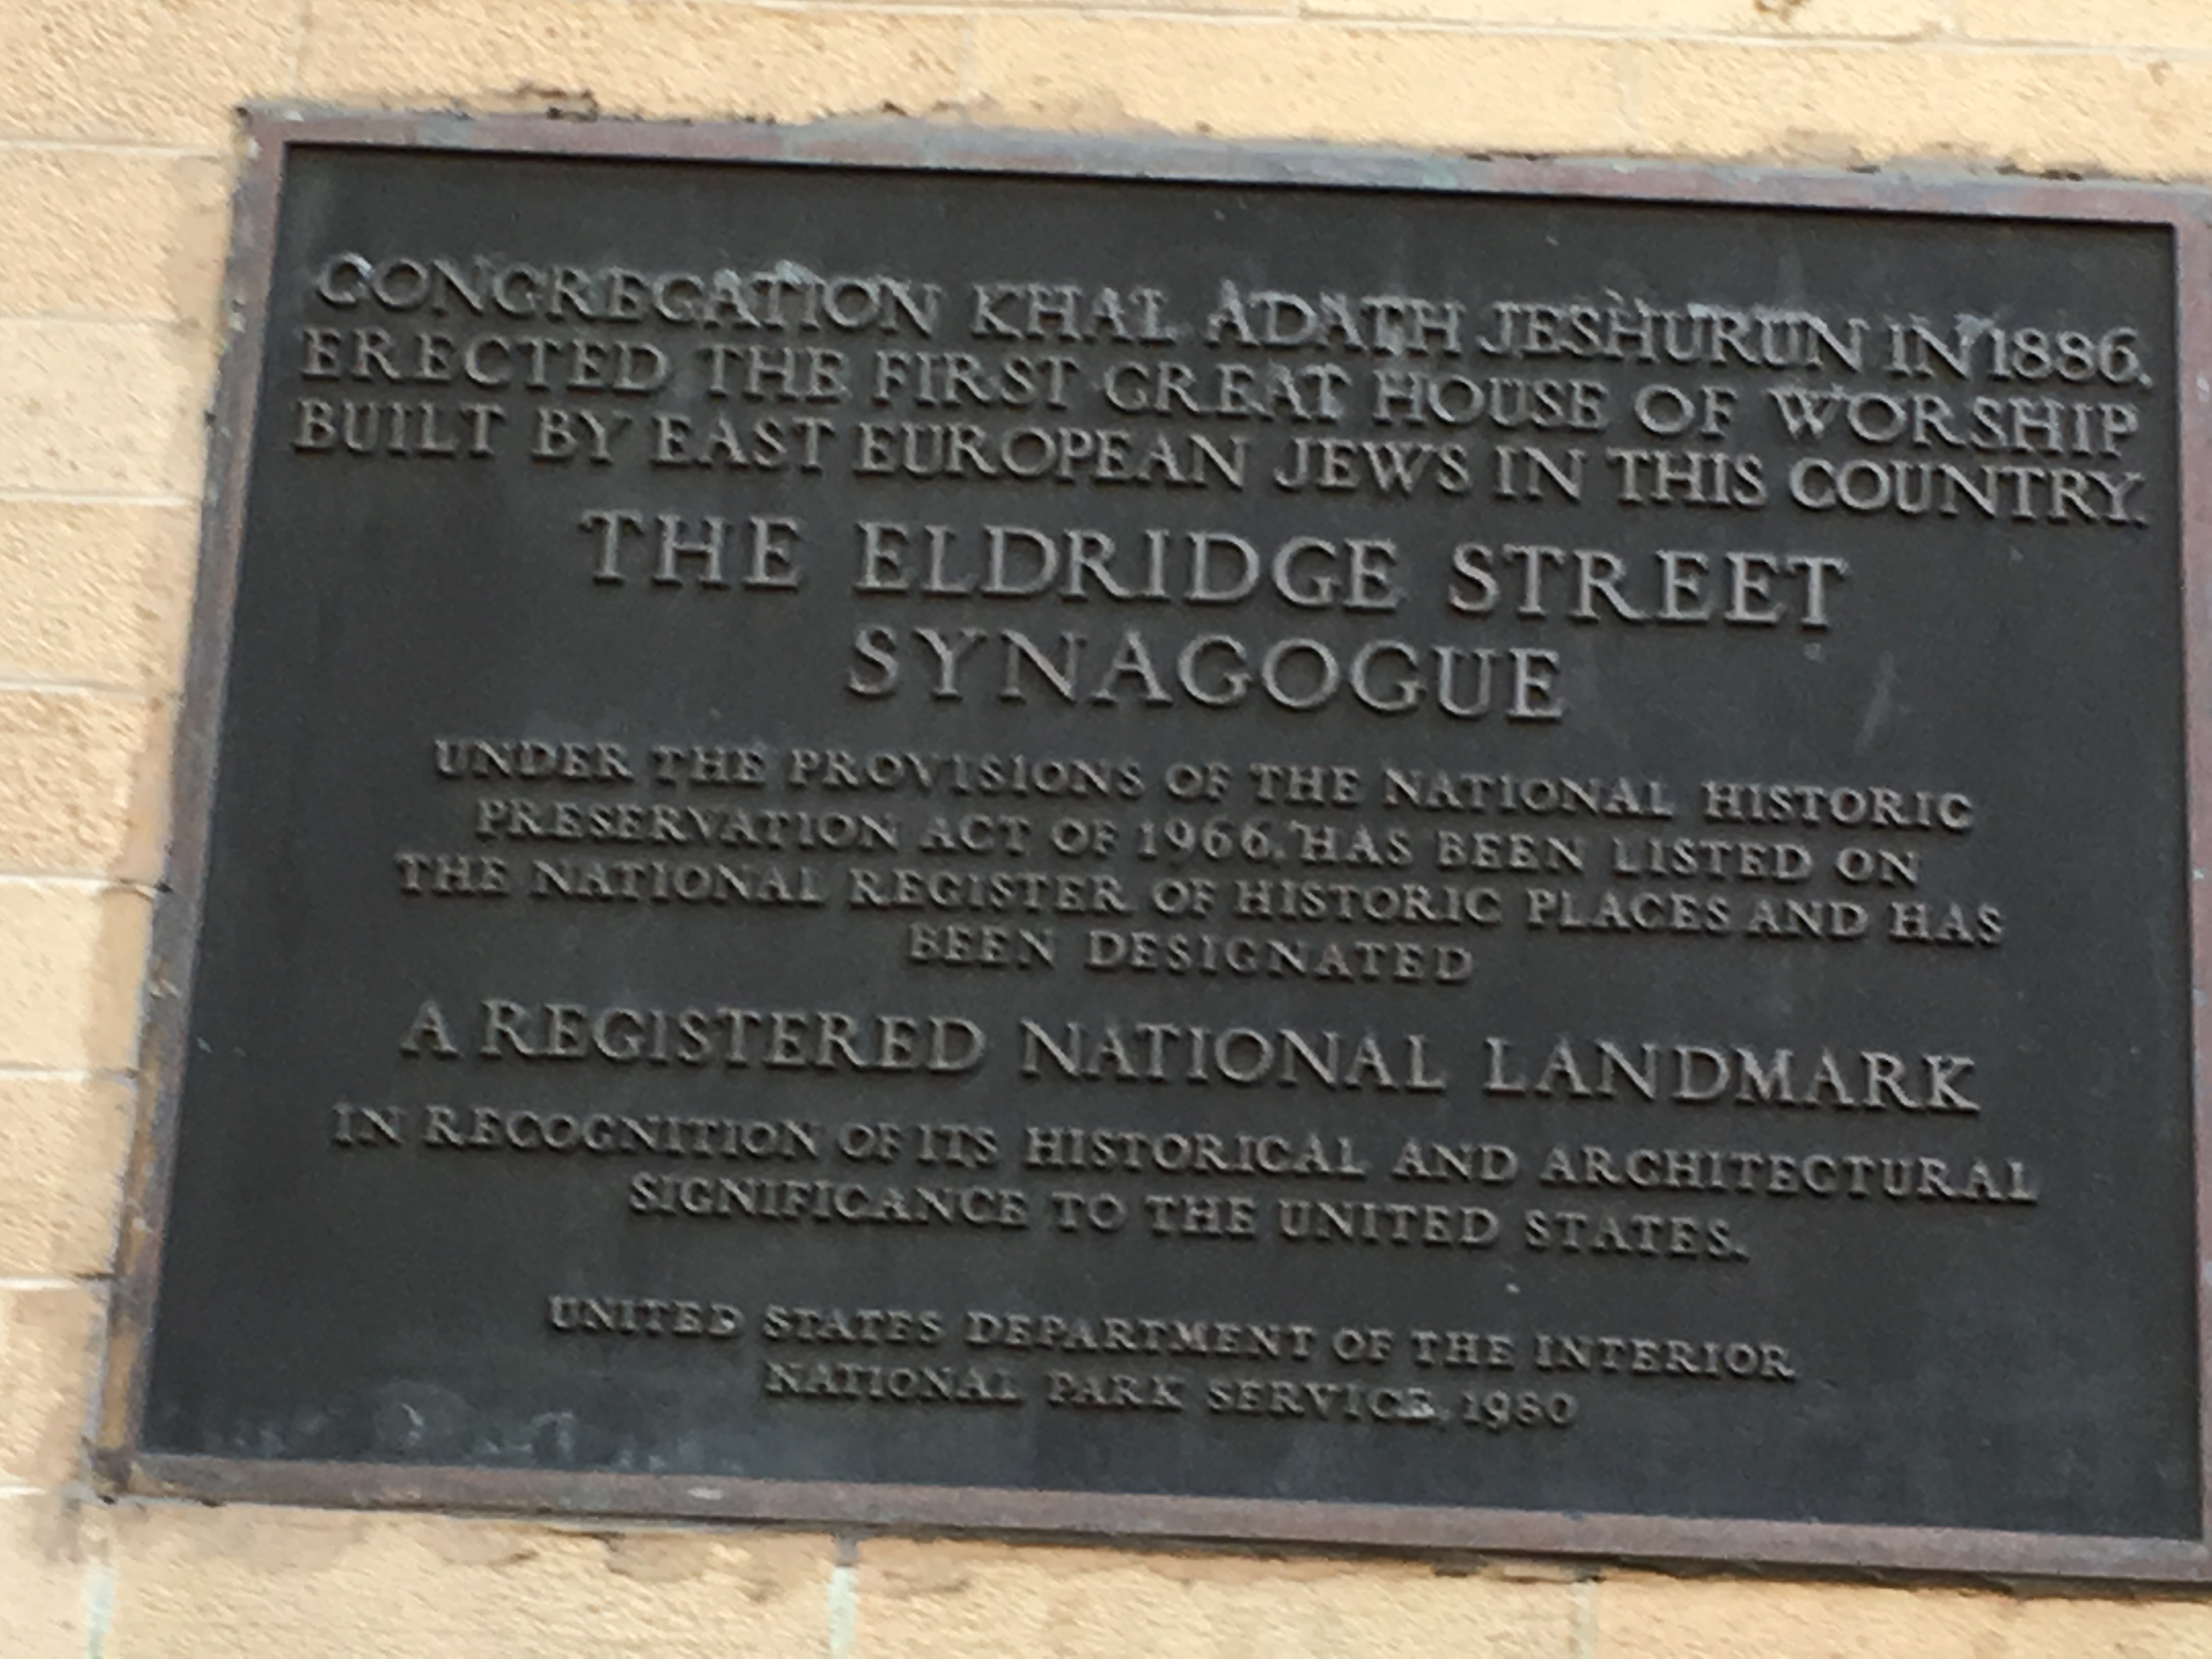 CONGREGATION KHAL ADATH JESHURUN IN 1886.
ERECTED THE FIRST GREAT HOUSE OF WORSHIP
BUILT BY EAST EUROPEAN JEWS IN THIS COUNTRY.
THE ELDRIDGE STREET
SYNAGOGUE
UNDER THE PROVISIONS OF THE NATIONAL HISTORIC
PRESERVATION ACT OF 1966. HAS BEEN LISTED ON
THE NATIONAL REGISTER OF HISTORIC PLACES AND HAS
BEEN DESIGNATED
A REGISTERED NATIONAL LANDMARK
IN RECOGNITION OF ITS HISTORICAL AND ARCHITECTURAL
SIGNIFICANCE TO THE UNITED STATES.
UNITED STATES DEPARTMENT OF THE INTERIOR
NATIONAL PARK SERVICE, 1980